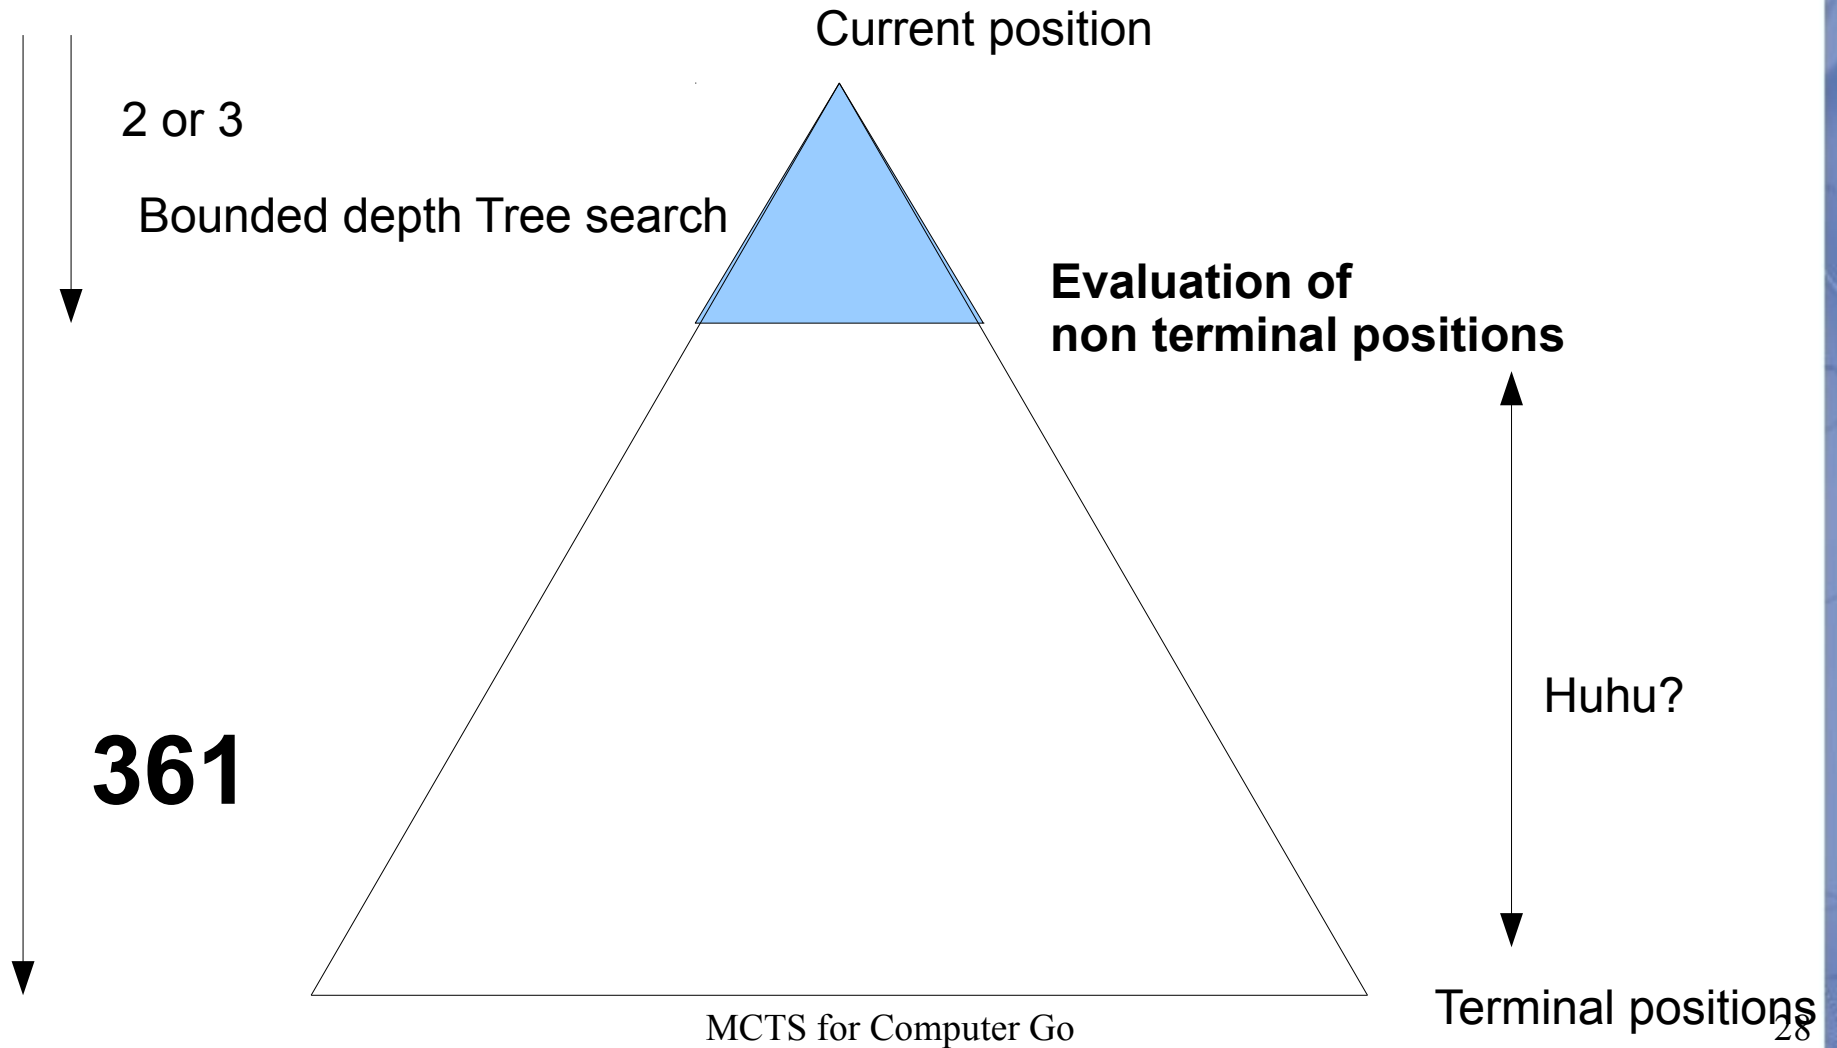 Current position
2 or 3
Bounded depth Tree search
Evaluation of
non terminal positions
Huhu?
361
Terminal positions
MCTS for Computer Go
28